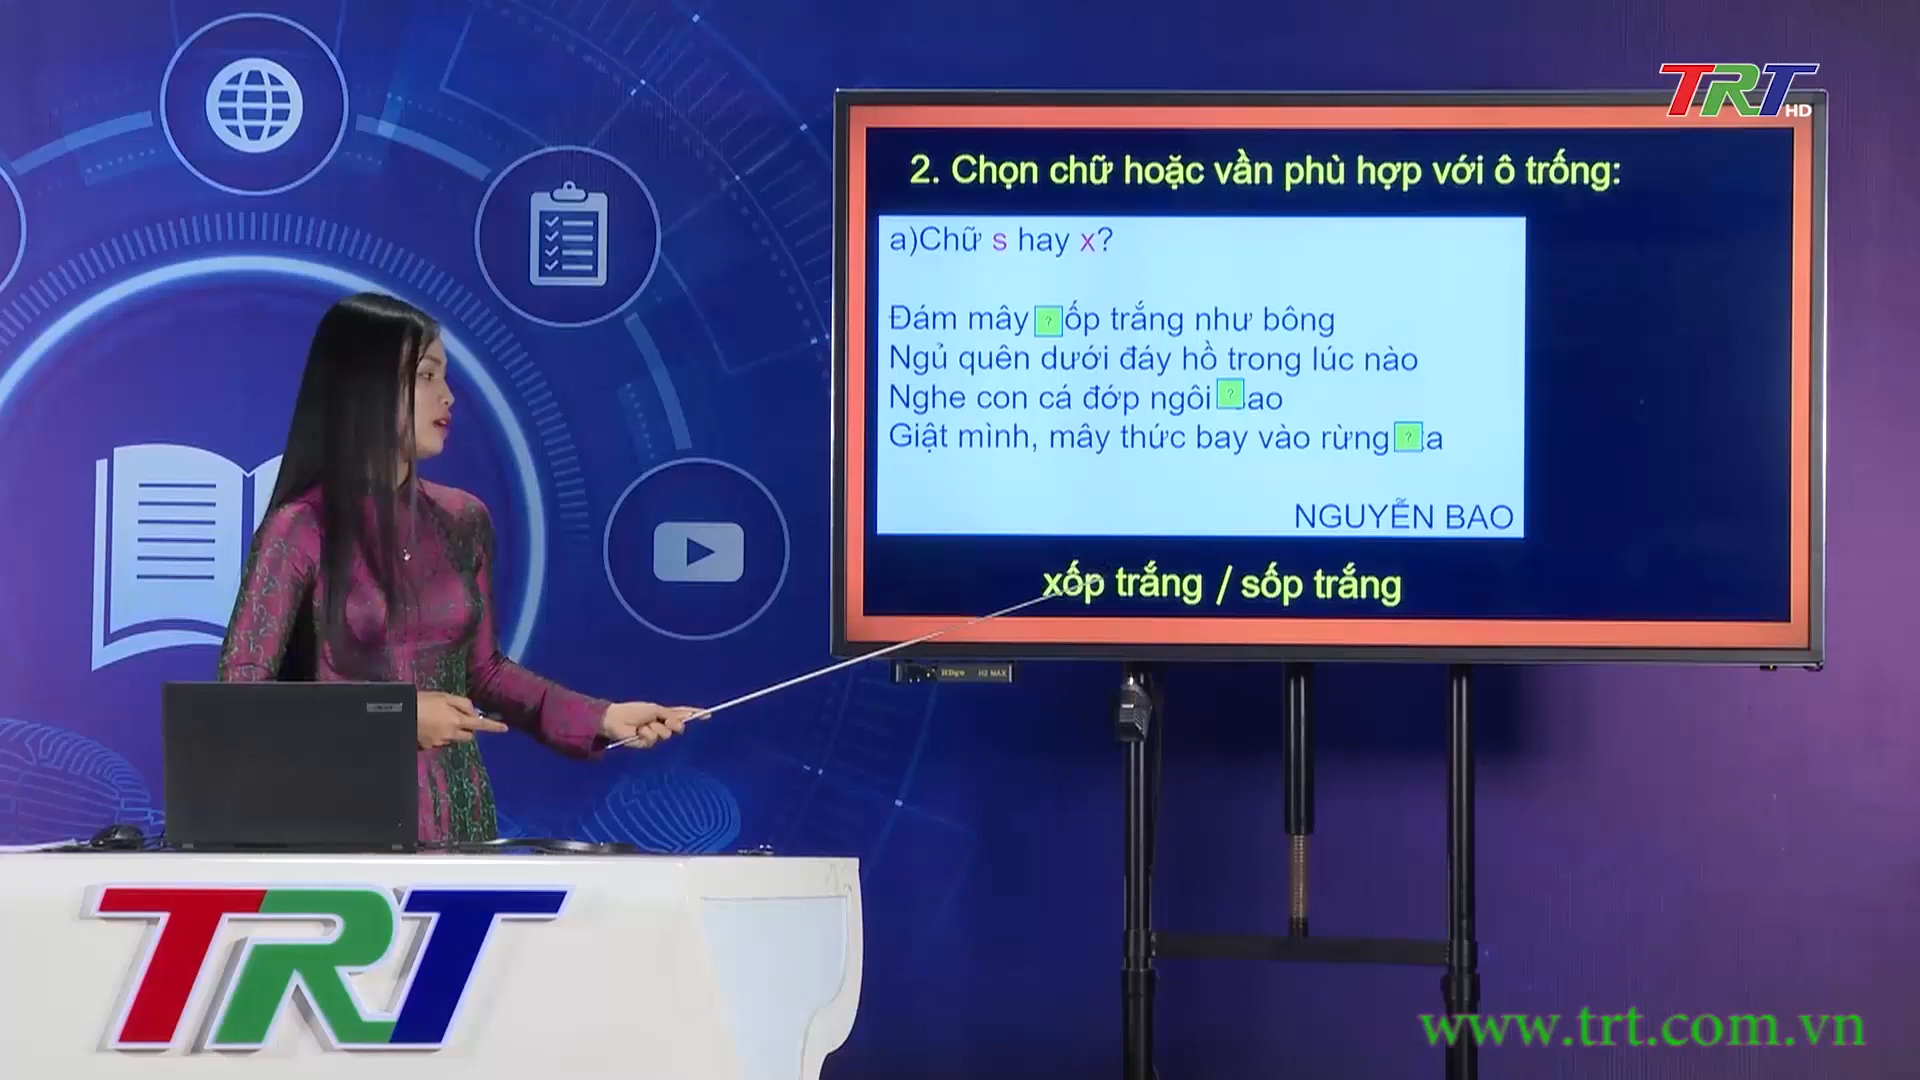 TRT HD
2. Chọn chữ hoặc vần phù hợp với ô trống:
a)Chữ s hay x?
Đám mây ? ốp trắng như bông
Ngủ quên dưới đáy hồ trong lúc nào
Nghe con cá đớp ngôi ? ao
Giật mình, mây thức bay vào rừng ? a
NGUYỄN BAO
xốp trắng / sốp trắng
H2 MAX
TRT
www.trt.com.vn